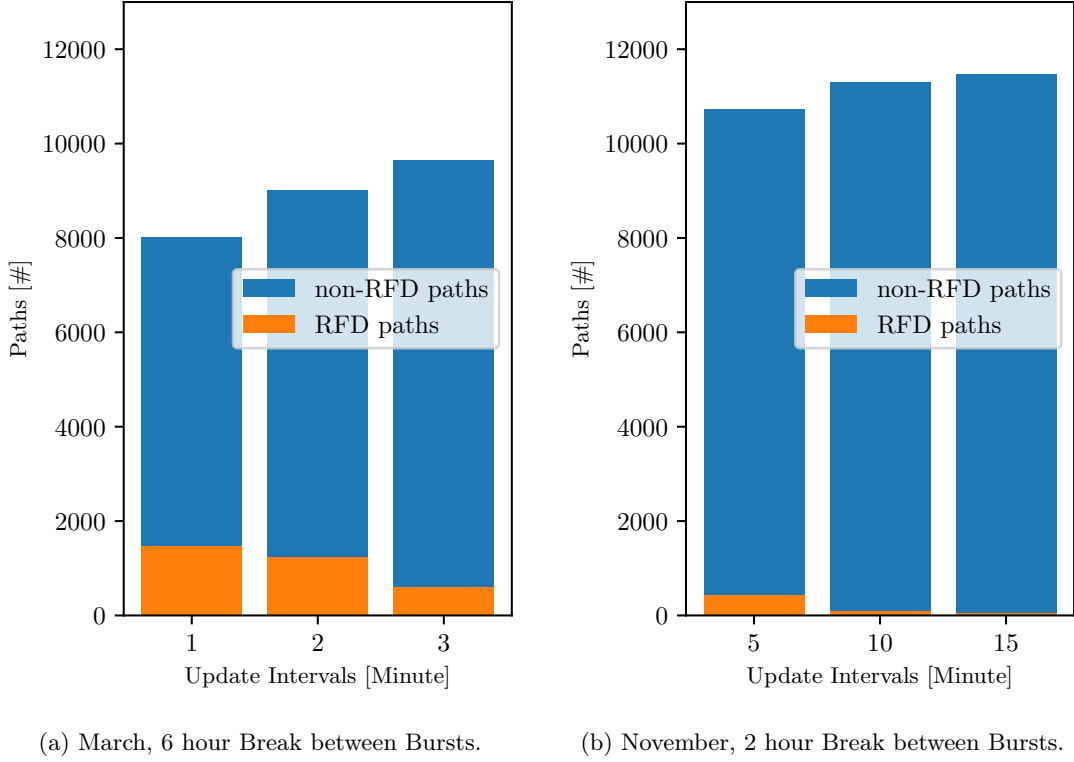 12000
10000
8000
6000
4000
2000
0
Paths [#]
non-RFD paths
RFD paths
1 2 3
Update Intervals [Minute]
(a) March, 6 hour Break between Bursts.
12000
10000
8000
6000
4000
2000
0
Paths [#]
non-RFD paths
RFD paths
5 10 15
Update Intervals [Minute]
(b) November, 2 hour Break between Bursts.